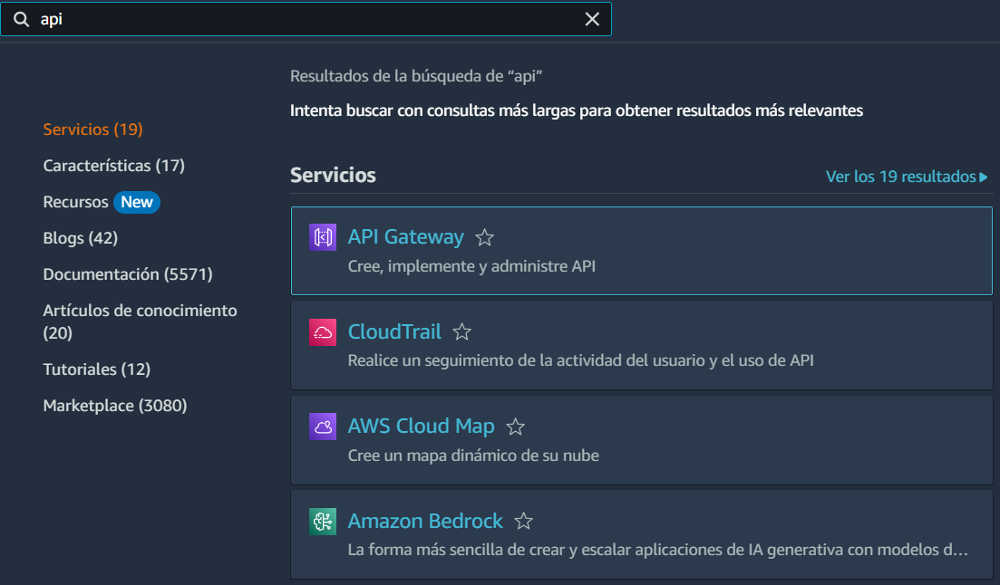 api
Resultados de la búsqueda de “api”
Intenta buscar con consultas más largas para obtener resultados más relevantes
Servicios (19)
Características (17)
Recursos New
Blogs (42)
Documentación (5571)
Artículos de conocimiento
(20)
Tutoriales (12)
Marketplace (3080)
Servicios
Ver los 19 resultados
API Gateway
Cree, implemente y administre API
CloudTrail
Realice un seguimiento de la actividad del usuario y el uso de API
AWS Cloud Map
Cree un mapa dinámico de su nube
Amazon Bedrock
La forma más sencilla de crear y escalar aplicaciones de IA generativa con modelos d…